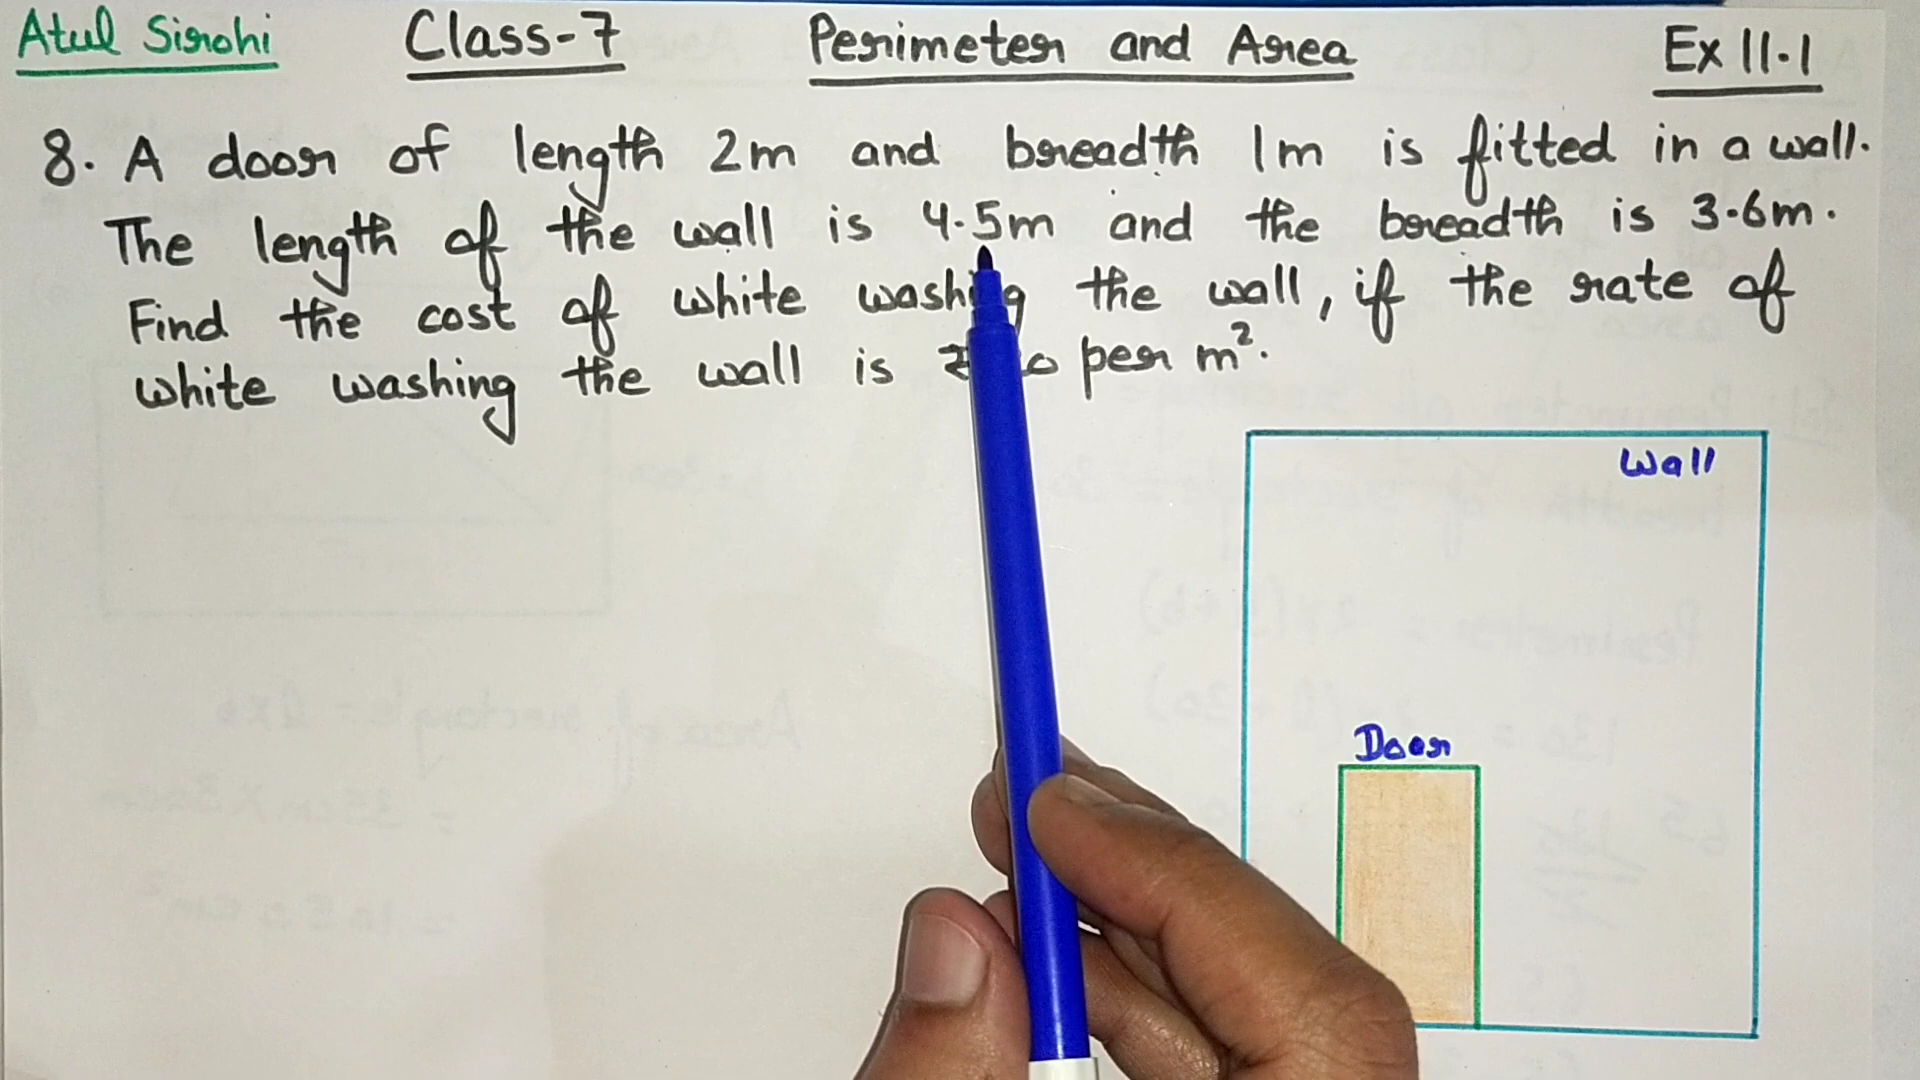 Atul Sirohi Class-7 Perimeter and Area Ex 11.1
8. A door of length 2m and breadth 1m is fitted in a wall.
The length of the wall is 4.5m and the breadth is 3.6m.
Find the cost of white washing the wall, if the rate of
white washing the wall is per m².
Wall
Door